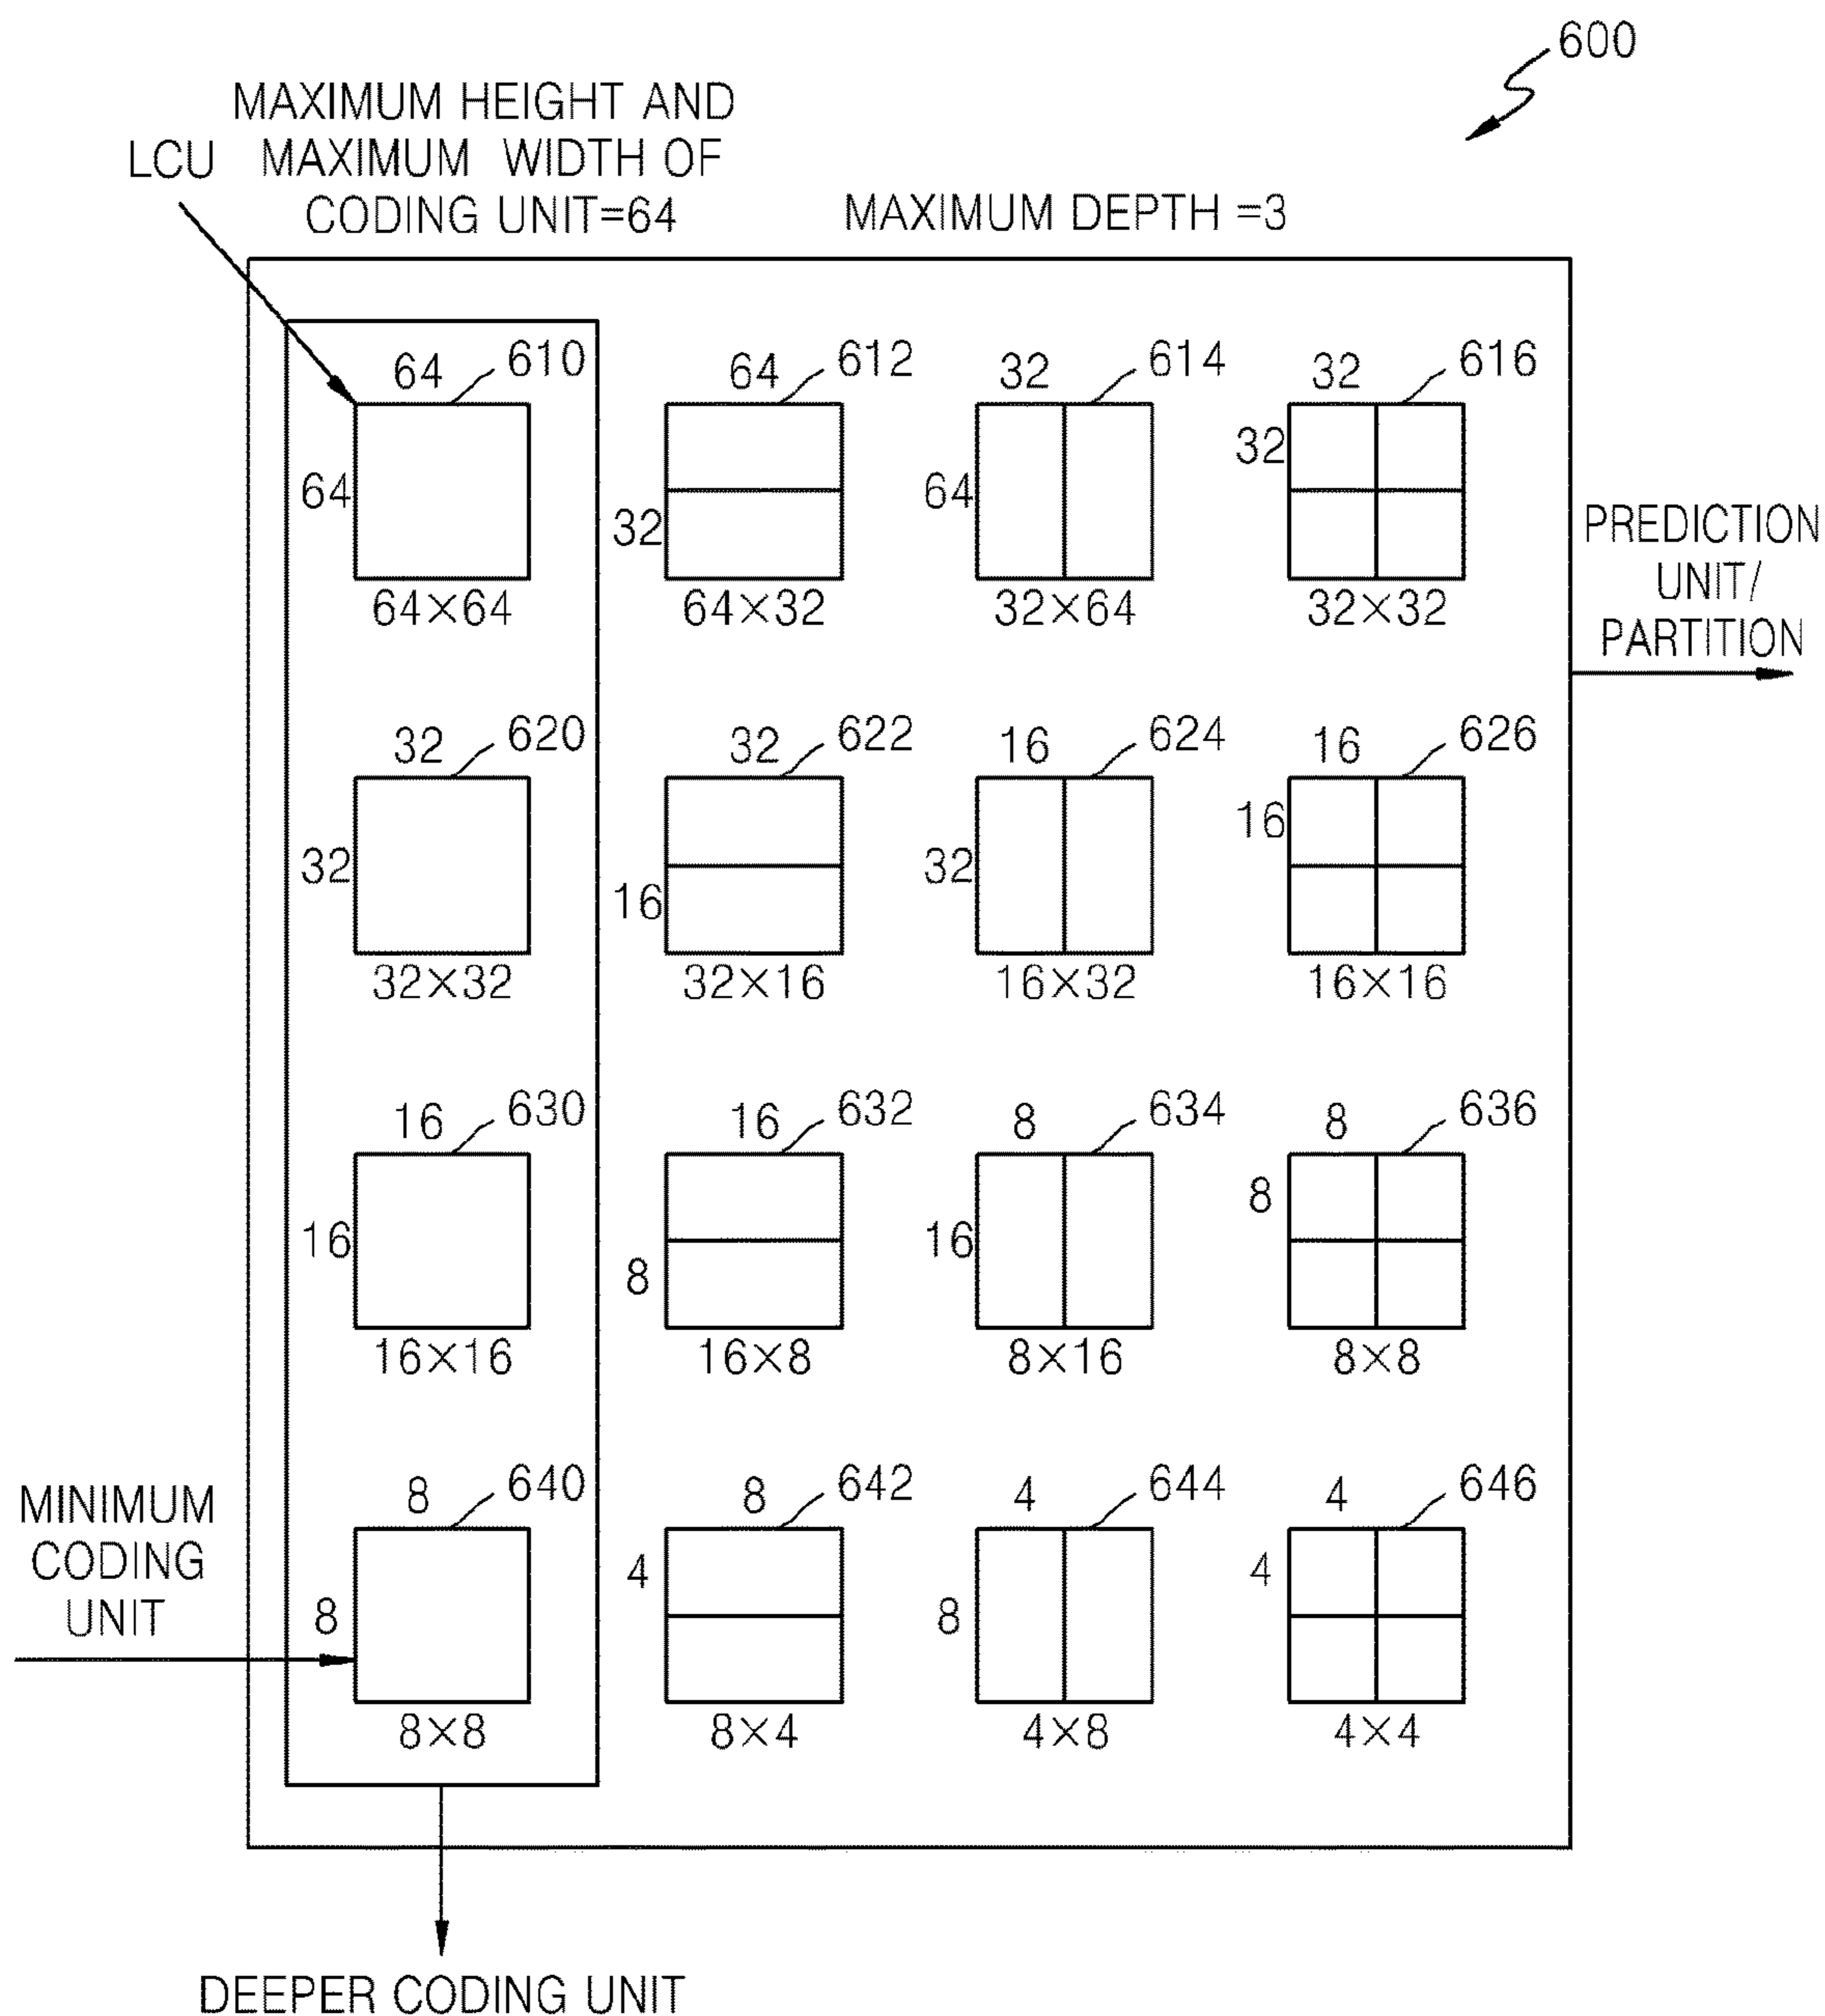 600
MAXIMUM HEIGHT AND
LCU MAXIMUM WIDTH OF
CODING UNIT=64
MAXIMUM DEPTH =3
64 610 64 612 32 614 32 616
64 32 64 32
64×64 64×32 32×64 32×32
PREDICTION
UNIT/
PARTITION
32 620 32 622 16 624 16 626
32 16 32 16
32×32 32×16 16×32 16×16
16 630 16 632 8 634 8 636
16 8 16 8
16×16 16×8 8×16 8×8
MINIMUM
CODING
UNIT
8 640 8 642 4 644 4 646
8 4 8 4
8×8 8×4 4×8 4×4
DEEPER CODING UNIT